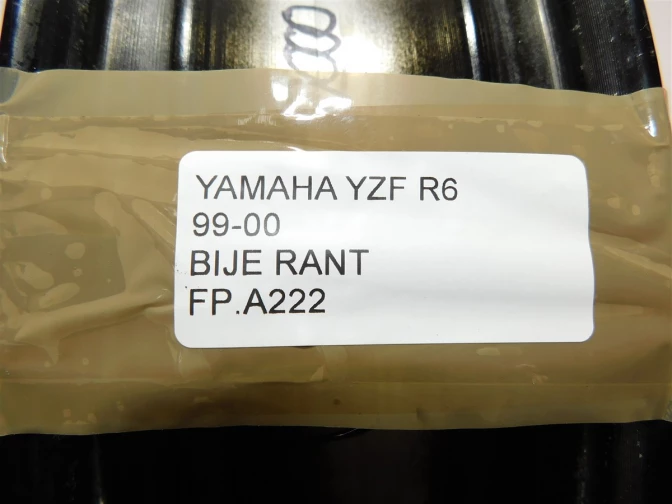 YAMAHA YZF R6
99-00
BIJE RANT
FP.A222